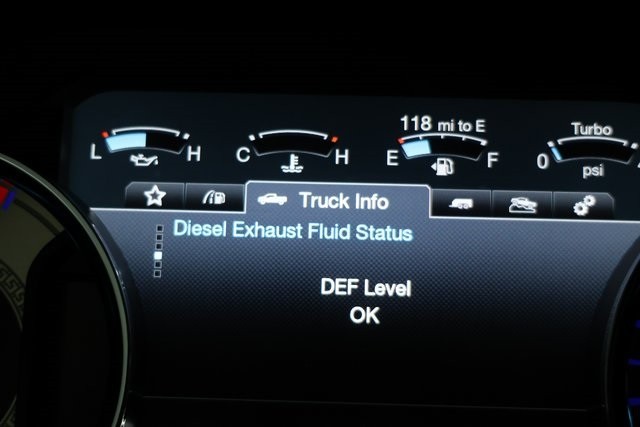 118 mi to E
Turbo
L H C H E F 0
psi
Truck Info
Diesel Exhaust Fluid Status
DEF Level
OK